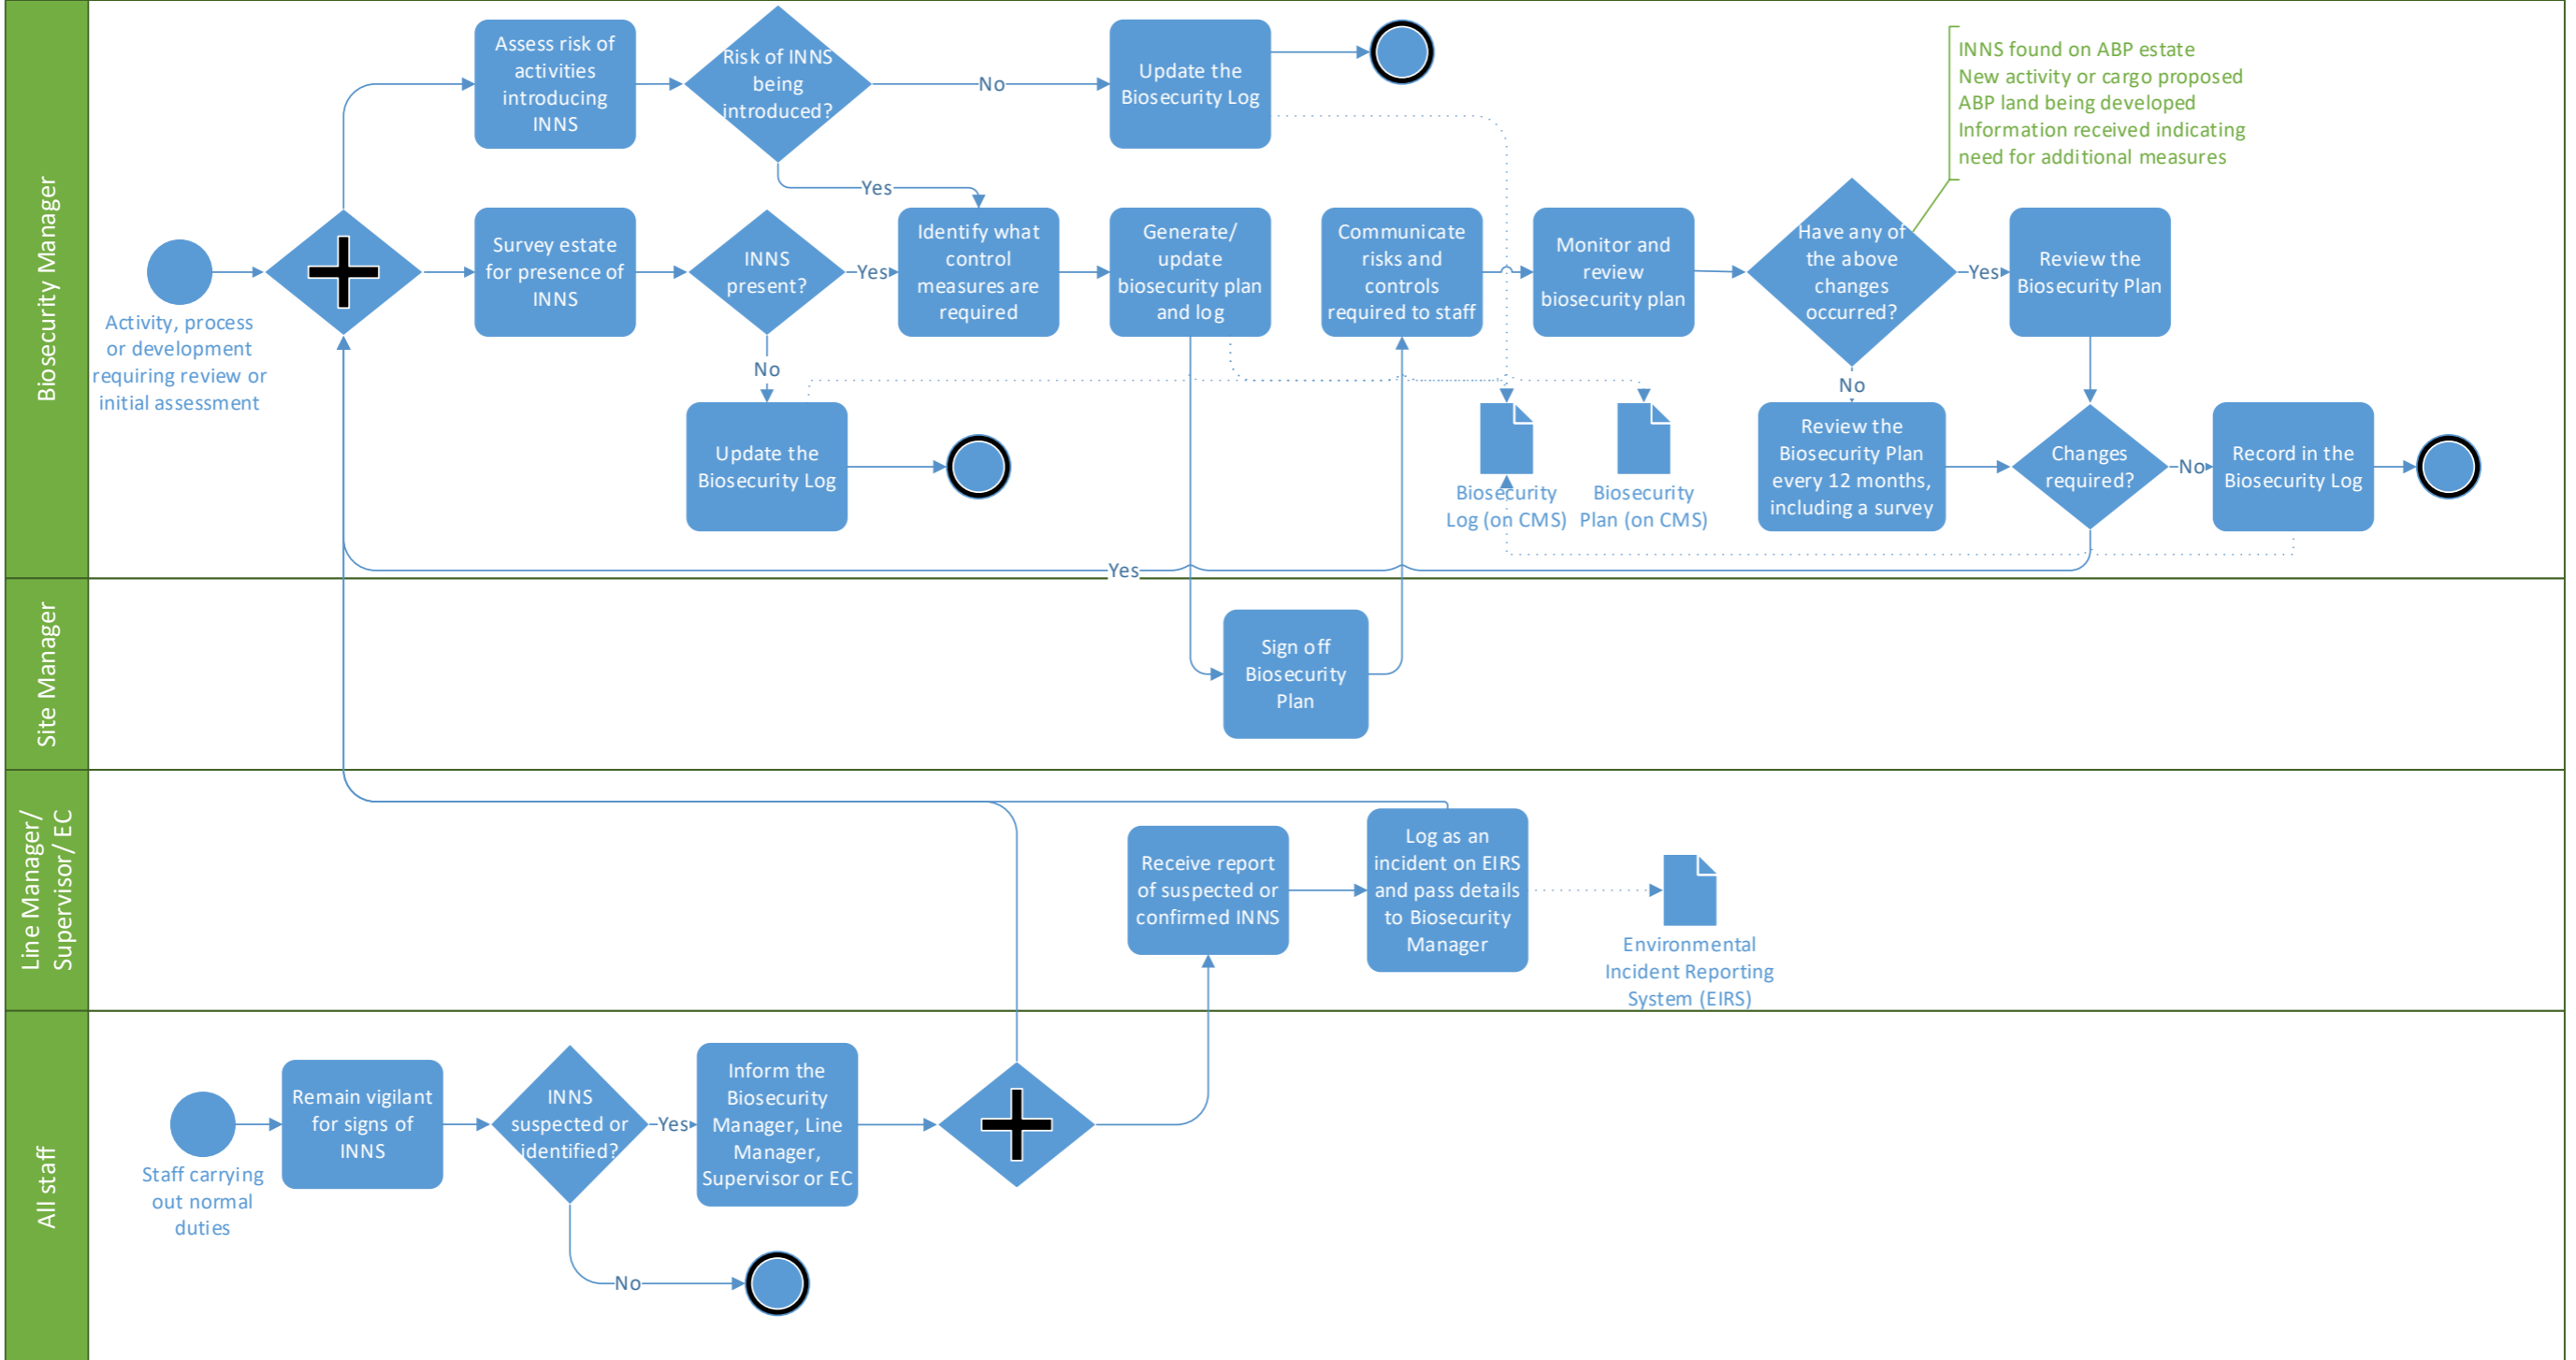 Biosecurity Manager
Assess risk of
activities
introducing
INNS
Risk of INNS
being
introduced?
No
Update the
Biosecurity Log
INNS found on ABP estate
New activity or cargo proposed
ABP land being developed
Information received indicating
need for additional measures
Yes
Activity, process
or development
requiring review or
initial assessment
Survey estate
for presence of
INNS
INNS
present?
Yes
Identify what
control
measures are
required
Generate/
update
biosecurity plan
and log
Communicate
risks and
controls
required to staff
Monitor and
review
biosecurity plan
Have any of
the above
changes
occurred?
Yes
Review the
Biosecurity Plan
No
Update the
Biosecurity Log
Biosecurity
Log (on CMS)
Biosecurity
Plan (on CMS)
No
Review the
Biosecurity Plan
every 12 months,
including a survey
Changes
required?
No
Record in the
Biosecurity Log
Yes
Site Manager
Sign off
Biosecurity
Plan
Line Manager/
Supervisor/ EC
Receive report
of suspected or
confirmed INNS
Log as an
incident on EIRS
and pass details
to Biosecurity
Manager
Environmental
Incident Reporting
System (EIRS)
All staff
Staff carrying
out normal
duties
Remain vigilant
for signs of
INNS
INNS
suspected or
identified?
Yes
Inform the
Biosecurity
Manager, Line
Manager,
Supervisor or EC
No